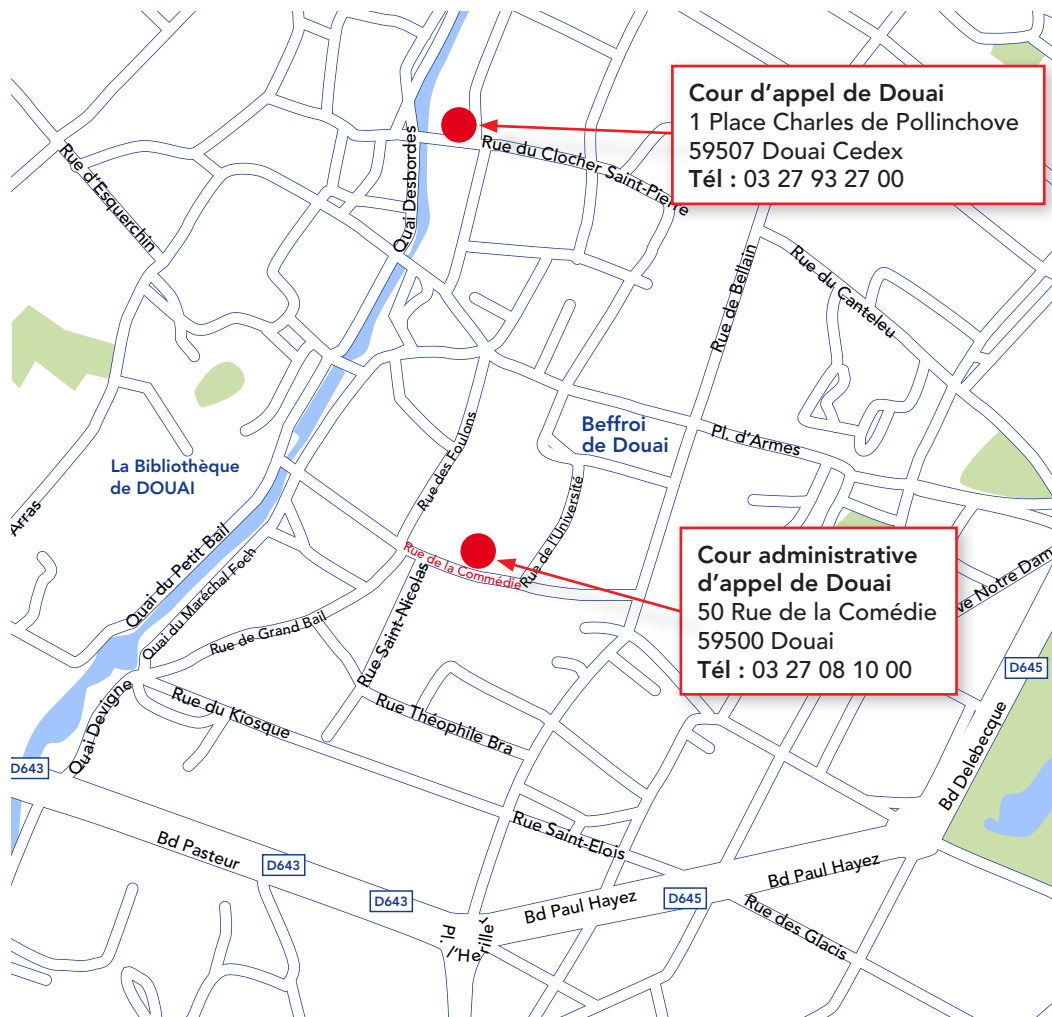 Cour d'appel de Douai
1 Place Charles de Pollinchove
59507 Douai Cedex
Tél : 03 27 93 27 00
Rue du Clocher Saint-Pierre
Quai Desbordes
Rue d'Esquerchin
Rue de Bellain
Rue du Canteleu
Beffroi
de Douai
Pl. d'Armes
La Bibliothèque
de DOUAI
Rue des Foulons
Arras
Rue de l'Université
Rue de la Commédie
Cour administrative
d'appel de Douai
50 Rue de la Comédie
59500 Douai
Tél : 03 27 08 10 00
ve Notre Dam
Quai du Petit Bail
Quai du Maréchal Foch
Rue de Grand Bail
Rue Saint-Nicolas
D645
Quai Devigne
Rue du Kiosque
Rue Théophile Bra
D643
Bd Delebecque
Rue Saint-Elois
Bd Pasteur
D643
D643
Bd Paul Hayez
D645
Bd Paul Hayez
Rue des Glacis
Pl. l'Heriller